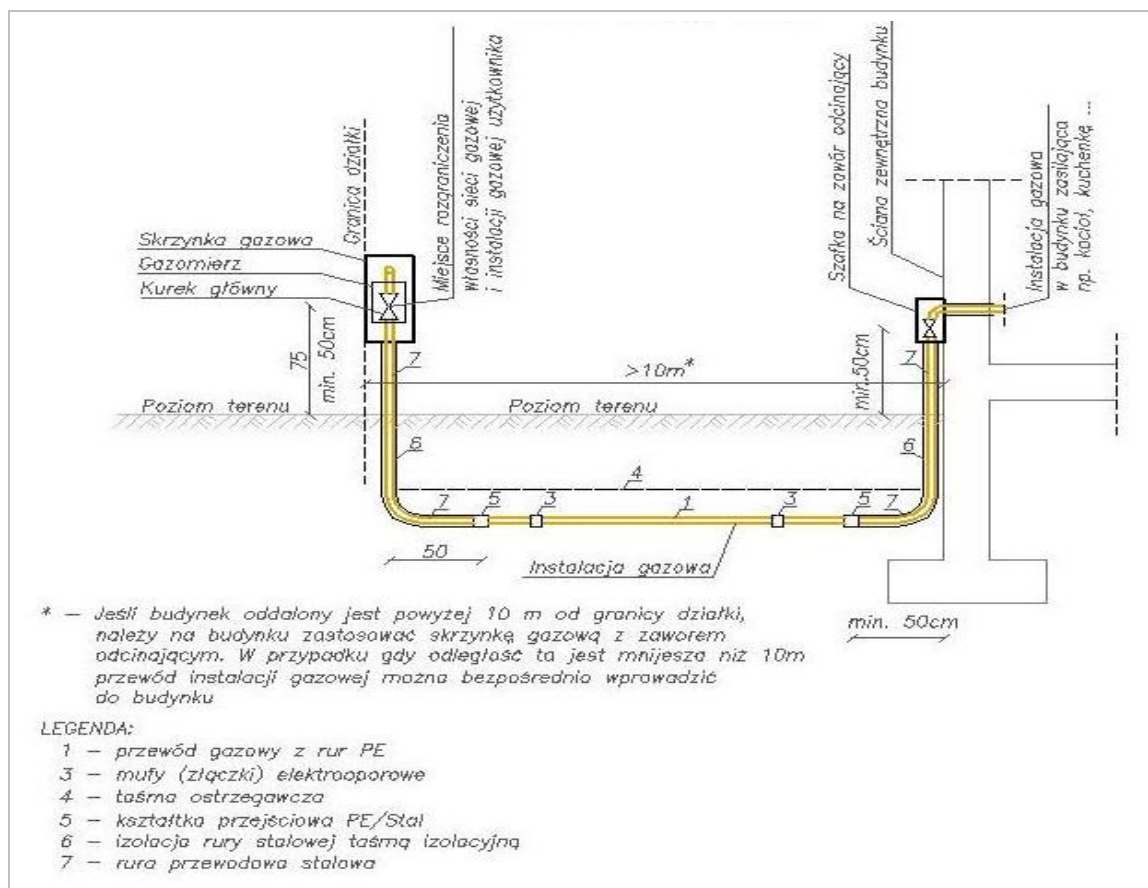 Granica działki
Miejsce rozgraniczenia
własności sieci gazowej
i instalacji gazowej użytkownika
Szafka na zawór odcinający
Ściana zewnętrzna budynku
Instalacja gazowa
w budynku zasilająca
np. kocioł, kuchenkę ...
Skrzynka gazowa
Gazomierz
Kurek główny
75
min. 50cm
7
>10m*
min.50cm
7
Poziom terenu
Poziom terenu
6
6
4
7
5
3
1
3
5
7
50
Instalacja gazowa
min. 50cm
* – Jeśli budynek oddalony jest powyżej 10 m od granicy działki,
należy na budynku zastosować skrzynkę gazową z zaworem
odcinającym. W przypadku gdy odległość ta jest mnijesza niż 10m
przewód instalacji gazowej można bezpośrednio wprowadzić
do budynku
LEGENDA:
1 – przewód gazowy z rur PE
3 – mufy (złączki) elektrooporowe
4 – taśma ostrzegawcza
5 – kształtka przejściowa PE/Stal
6 – izolacja rury stalowej taśmą izolacyjną
7 – rura przewodowa stalowa